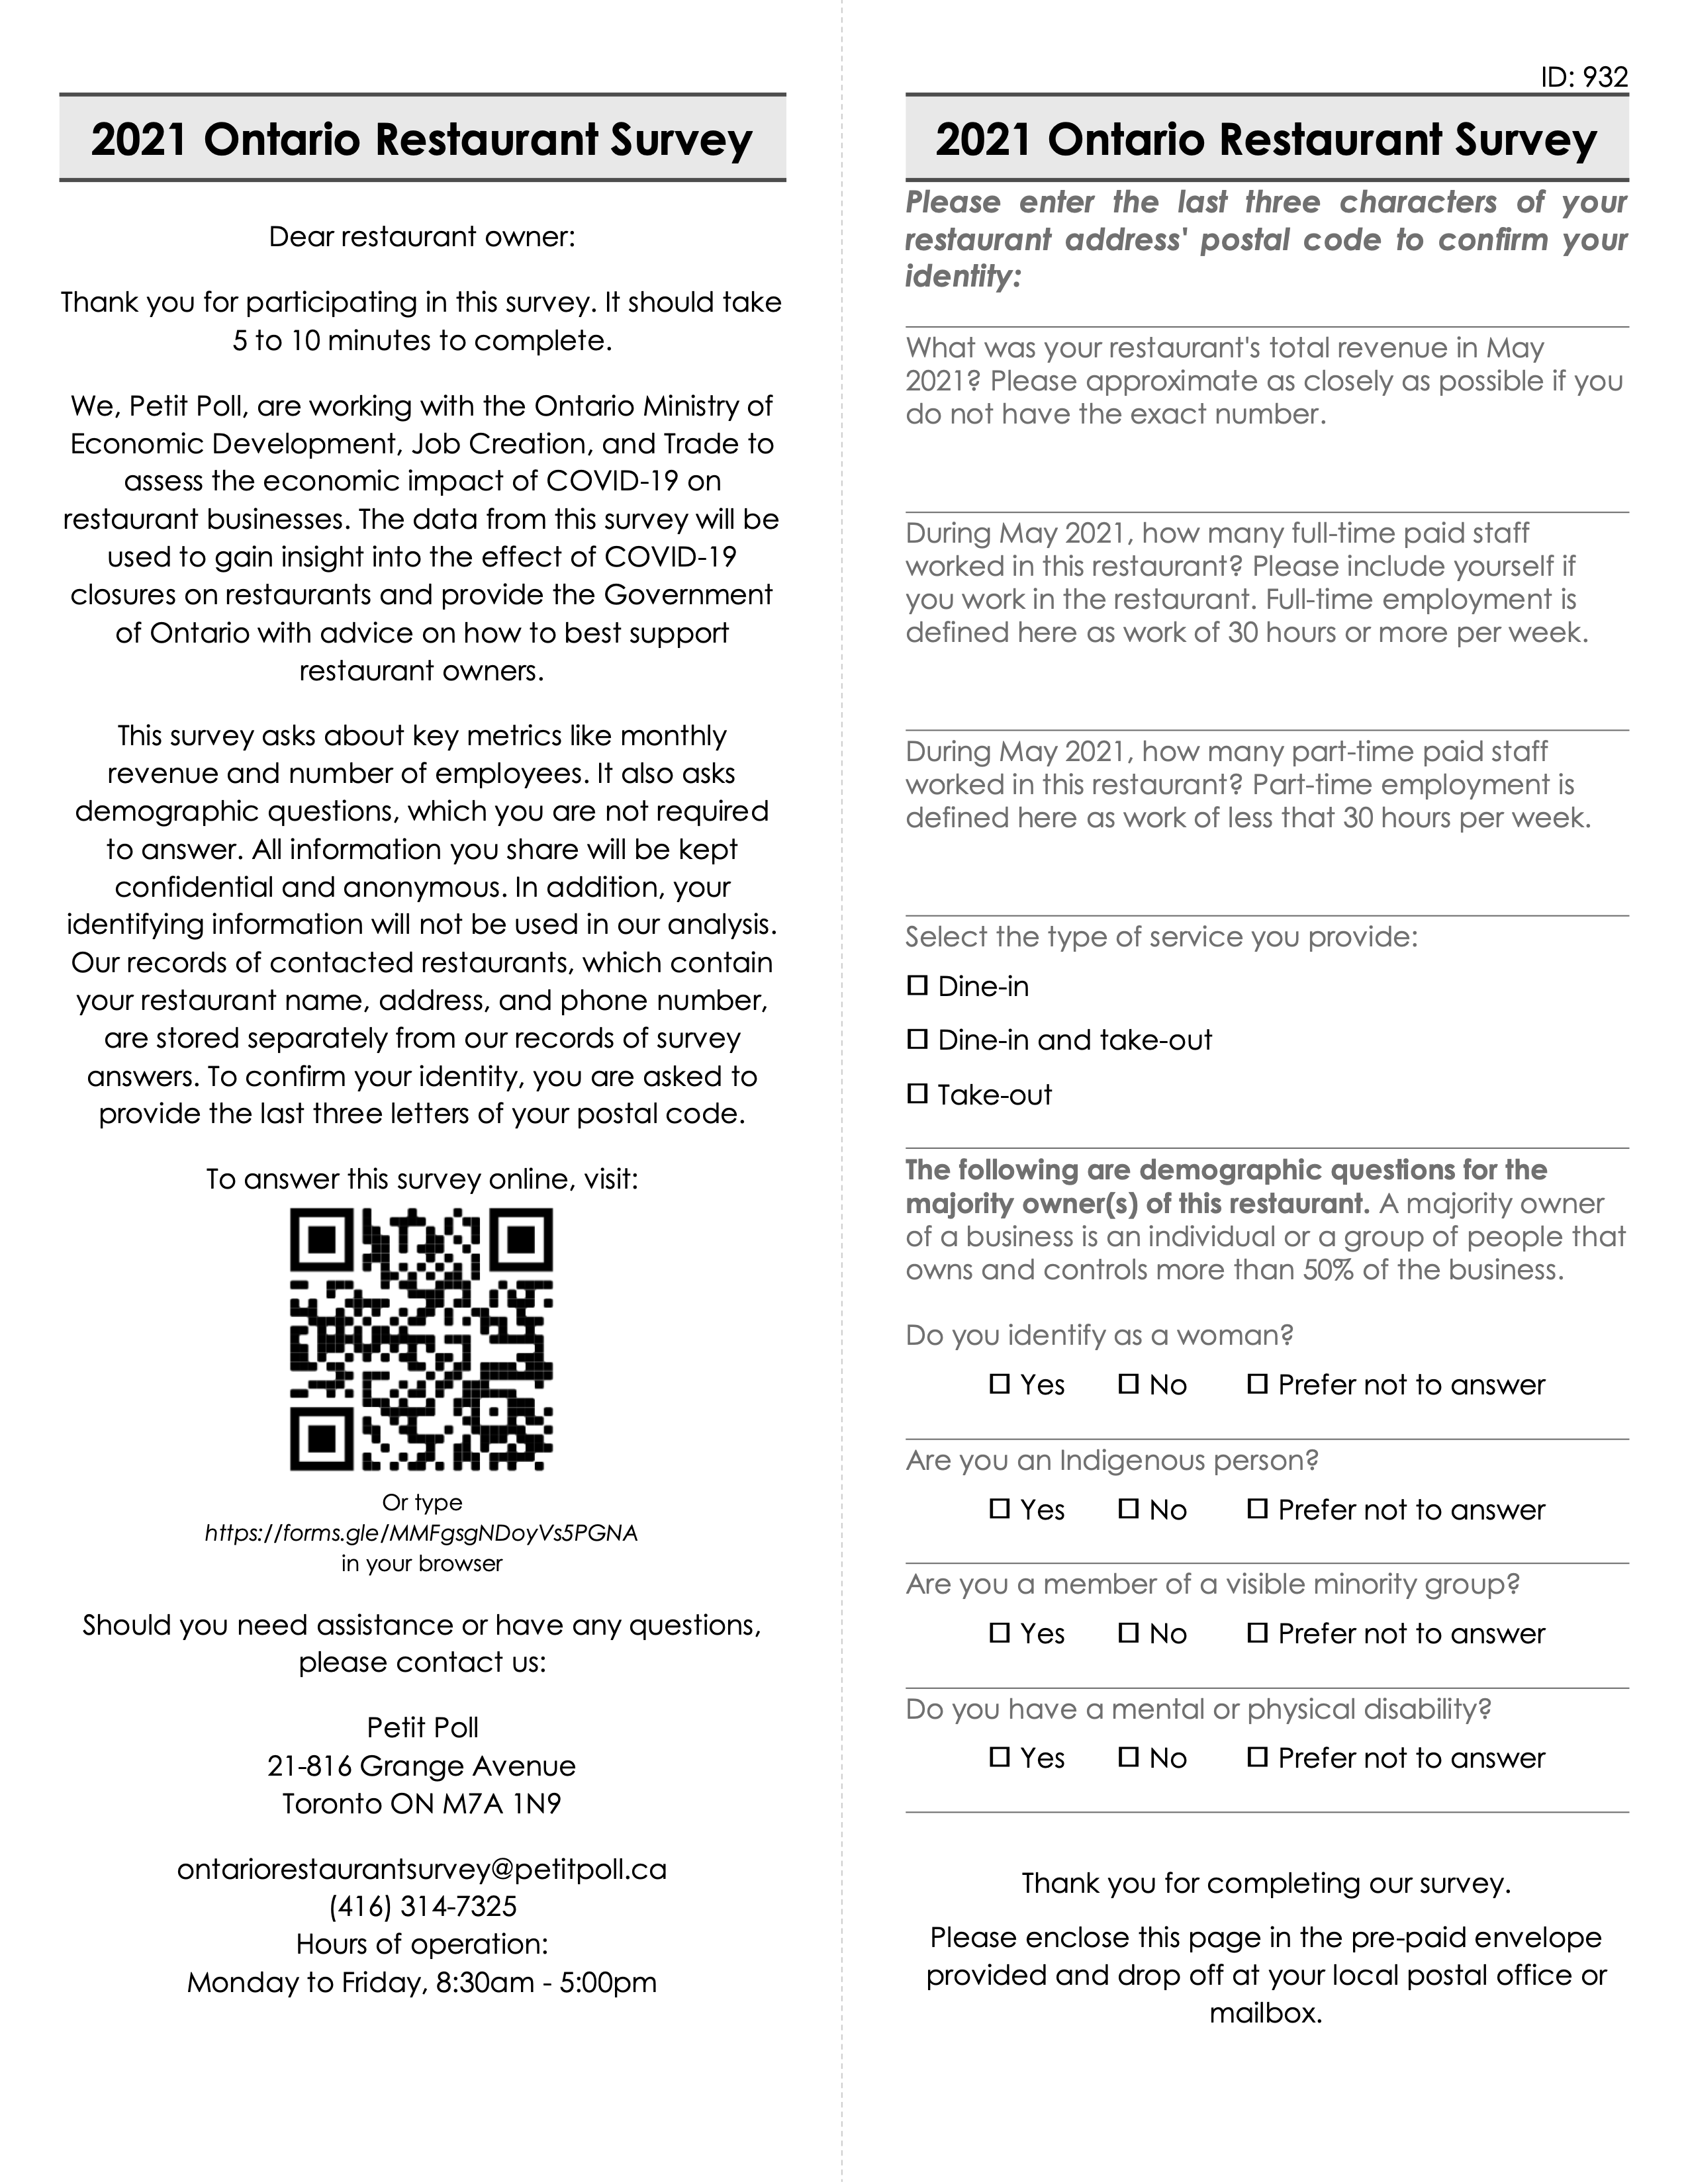 2021 Ontario Restaurant Survey
Dear restaurant owner:
Thank you for participating in this survey. It should take
5 to 10 minutes to complete.
We, Petit Poll, are working with the Ontario Ministry of
Economic Development, Job Creation, and Trade to
assess the economic impact of COVID-19 on
restaurant businesses. The data from this survey will be
used to gain insight into the effect of COVID-19
closures on restaurants and provide the Government
of Ontario with advice on how to best support
restaurant owners.
This survey asks about key metrics like monthly
revenue and number of employees. It also asks
demographic questions, which you are not required
to answer. All information you share will be kept
confidential and anonymous. In addition, your
identifying information will not be used in our analysis.
Our records of contacted restaurants, which contain
your restaurant name, address, and phone number,
are stored separately from our records of survey
answers. To confirm your identity, you are asked to
provide the last three letters of your postal code.
To answer this survey online, visit:
Or type
https://forms.gle/MMFgsgNDoyVs5PGNA
in your browser
Should you need assistance or have any questions,
please contact us:
Petit Poll
21-816 Grange Avenue
Toronto ON M7A 1N9
ontariorestaurantsurvey@petitpoll.ca
(416) 314-7325
Hours of operation:
Monday to Friday, 8:30am - 5:00pm
ID: 932
2021 Ontario Restaurant Survey
Please enter the last three characters of your
restaurant address' postal code to confirm your
identity:
What was your restaurant's total revenue in May
2021? Please approximate as closely as possible if you
do not have the exact number.
During May 2021, how many full-time paid staff
worked in this restaurant? Please include yourself if
you work in the restaurant. Full-time employment is
defined here as work of 30 hours or more per week.
During May 2021, how many part-time paid staff
worked in this restaurant? Part-time employment is
defined here as work of less that 30 hours per week.
Select the type of service you provide:
☐ Dine-in
☐ Dine-in and take-out
☐ Take-out
The following are demographic questions for the
majority owner(s) of this restaurant. A majority owner
of a business is an individual or a group of people that
owns and controls more than 50% of the business.
Do you identify as a woman?
☐ Yes ☐ No ☐ Prefer not to answer
Are you an Indigenous person?
☐ Yes ☐ No ☐ Prefer not to answer
Are you a member of a visible minority group?
☐ Yes ☐ No ☐ Prefer not to answer
Do you have a mental or physical disability?
☐ Yes ☐ No ☐ Prefer not to answer
Thank you for completing our survey.
Please enclose this page in the pre-paid envelope
provided and drop off at your local postal office or
mailbox.